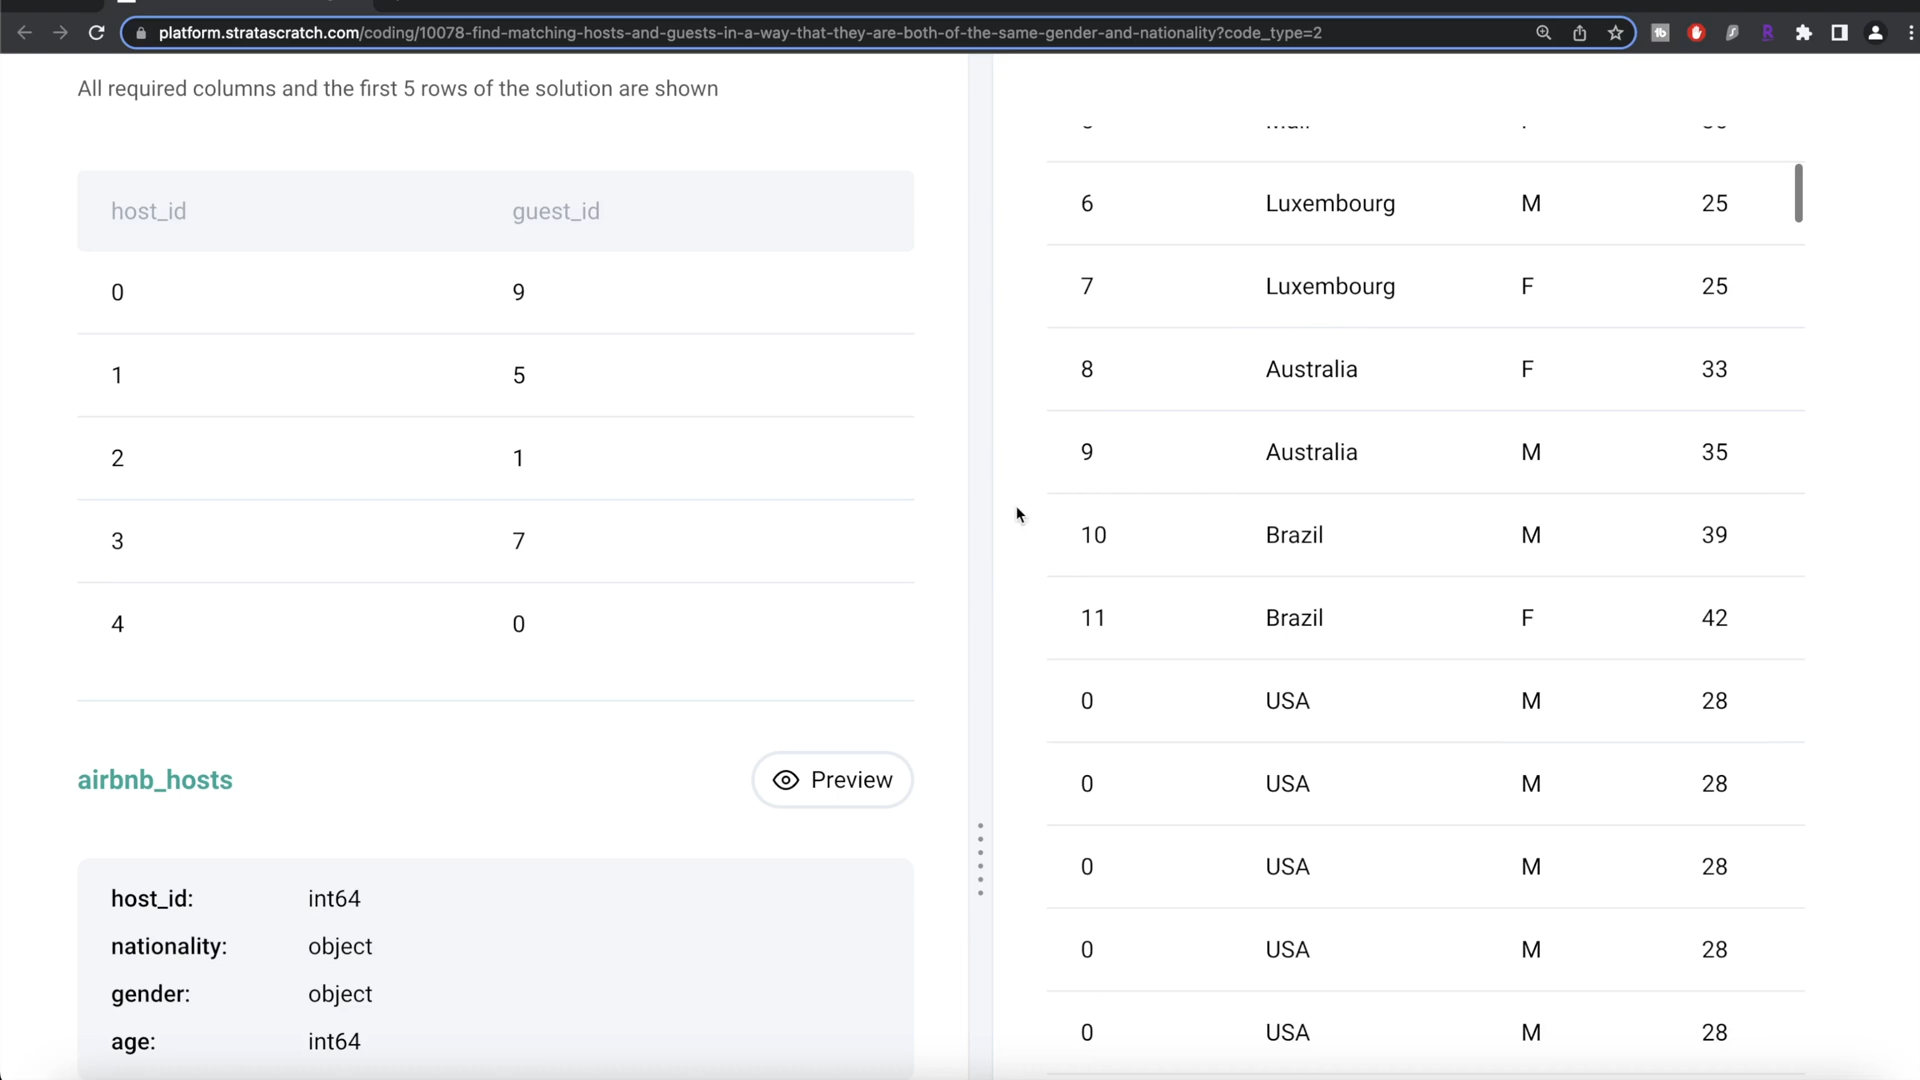 platform.stratascratch.com/coding/10078-find-matching-hosts-and-guests-in-a-way-that-they-are-both-of-the-same-gender-and-nationality?code_type=2
All required columns and the first 5 rows of the solution are shown
host_id guest_id
0 9
1 5
2 1
3 7
4 0
airbnb_hosts
Preview
host_id: int64
nationality: object
gender: object
age: int64
6 Luxembourg M 25
7 Luxembourg F 25
8 Australia F 33
9 Australia M 35
10 Brazil M 39
11 Brazil F 42
0 USA M 28
0 USA M 28
0 USA M 28
0 USA M 28
0 USA M 28